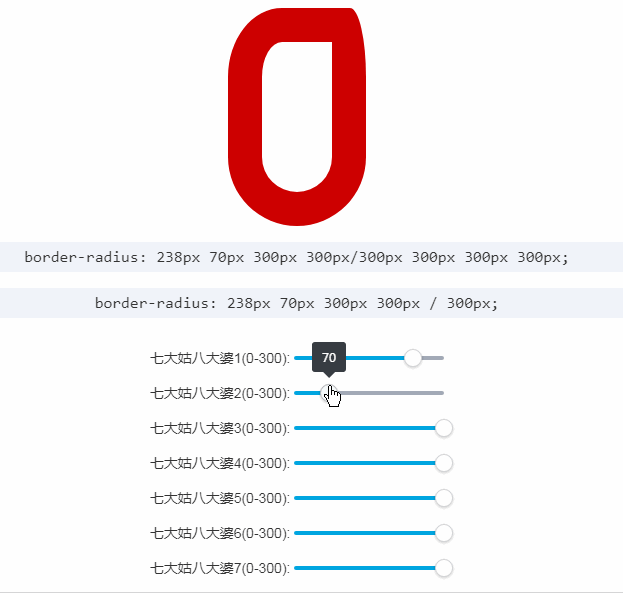 border-radius: 238px 70px 300px 300px/300px 300px 300px 300px;
border-radius: 238px 70px 300px 300px / 300px;
七大姑八大婆1(0-300):
70
七大姑八大婆2(0-300):
七大姑八大婆3(0-300):
七大姑八大婆4(0-300):
七大姑八大婆5(0-300):
七大姑八大婆6(0-300):
七大姑八大婆7(0-300):